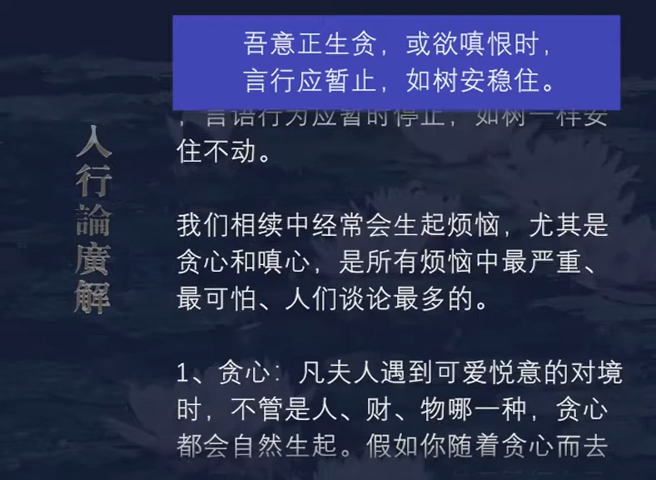 吾意正生贪，或欲嗔恨时，
言行应暂止，如树安稳住。
，言语行为应暂时停止，如树一样安
住不动。
我们相续中经常会生起烦恼，尤其是
贪心和嗔心，是所有烦恼中最严重、
最可怕、人们谈论最多的。
1、贪心：凡夫人遇到可爱悦意的对境
时，不管是人、财、物哪一种，贪心
都会自然生起。假如你随着贪心而去
入行論廣解